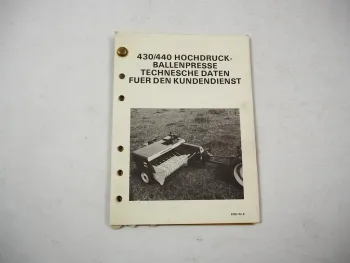 430/440 HOCHDRUCK-
BALLENPRESSE
TECHNESCHE DATEN
FUER DEN KUNDENDIENST